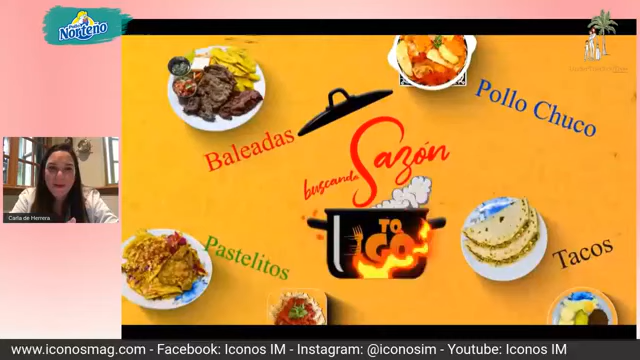 Norteño
Pollo Chuco
Baleadas
buscando
Sazón
TO
GO
Pastelitos
Tacos
Carla de Herrera
www.iconosmag.com - Facebook: Iconos IM - Instagram: @iconosim - Youtube: Iconos IM